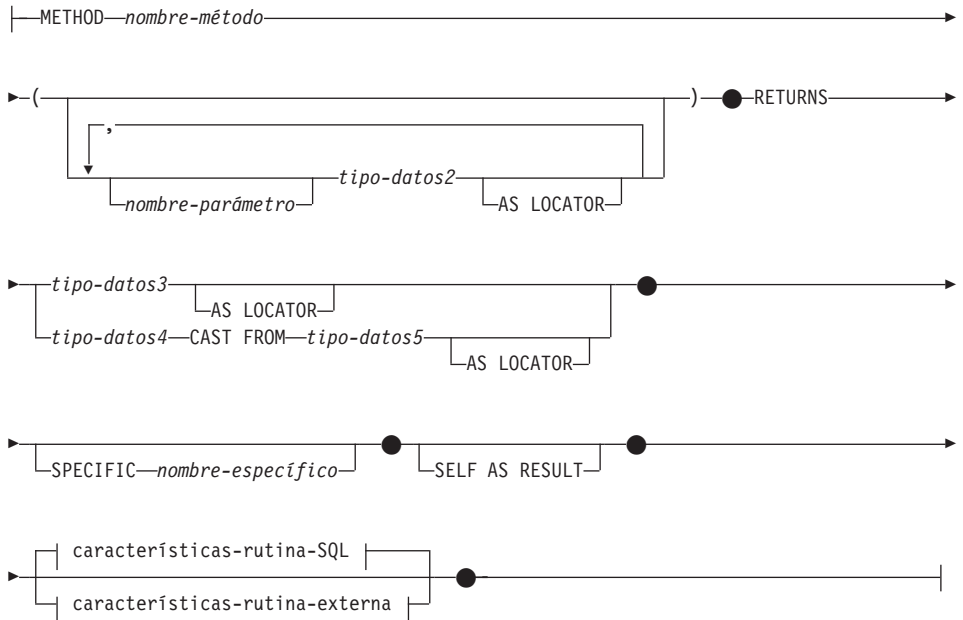 METHOD nombre-método
( ) RETURNS
,
tipo-datos2
nombre-parámetro AS LOCATOR
tipo-datos3
AS LOCATOR
tipo-datos4 CAST FROM tipo-datos5
AS LOCATOR
SPECIFIC nombre-específico SELF AS RESULT
características-rutina-SQL
características-rutina-externa